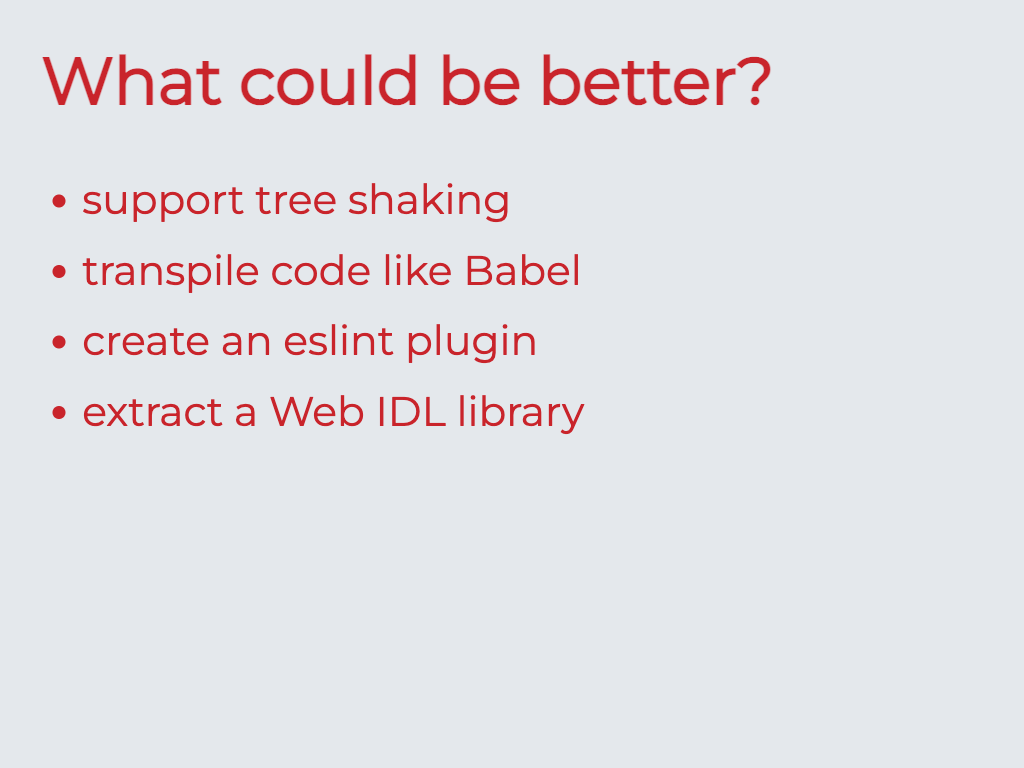 What could be better?
• support tree shaking
• transpile code like Babel
• create an eslint plugin
• extract a Web IDL library